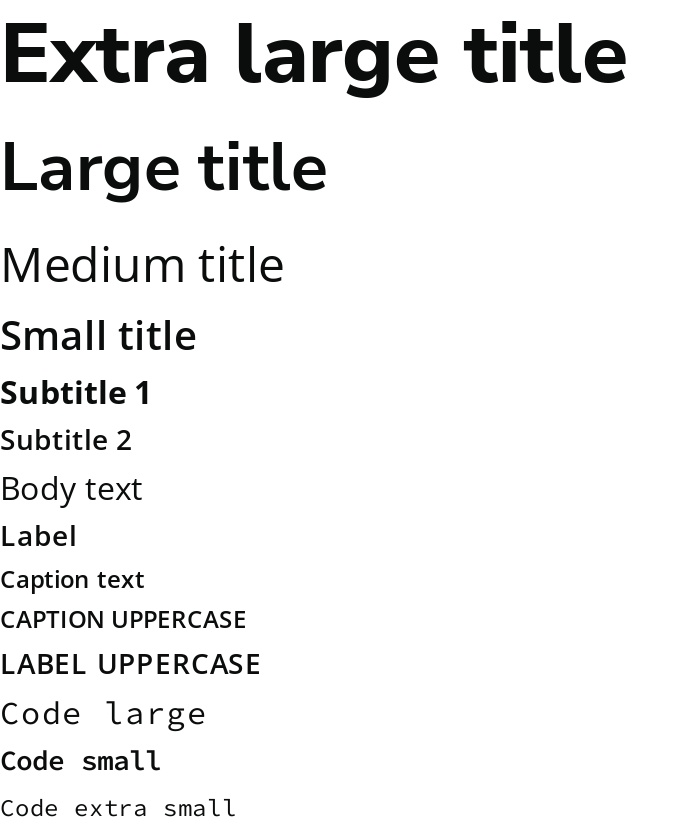 Extra large title
Large title
Medium title
Small title
Subtitle 1
Subtitle 2
Body text
Label
Caption text
CAPTION UPPERCASE
LABEL UPPERCASE
Code large
Code small
Code extra small